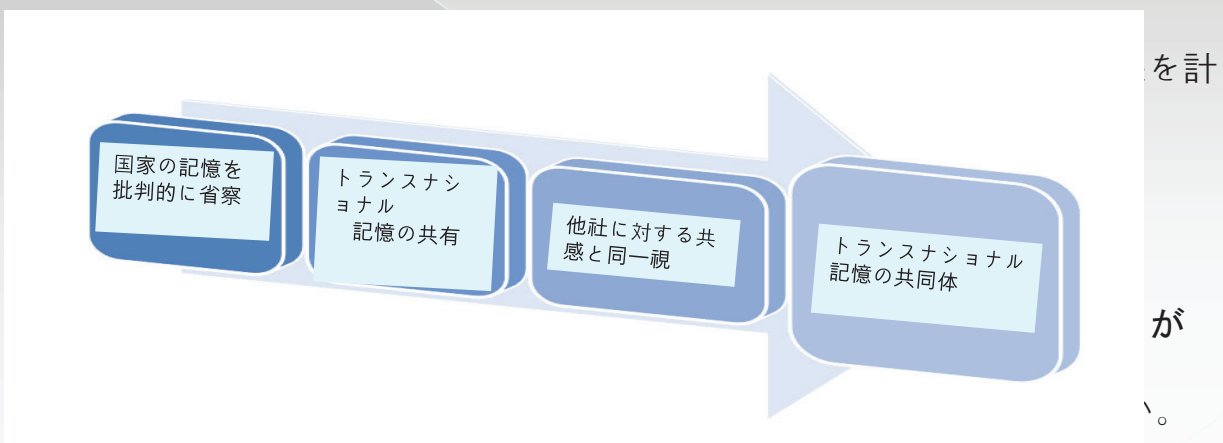 を計
国家の記憶を
批判的に省察
トランスナシ
ョナル
記憶の共有
他社に対する共
感と同一視
トランスナショナル
記憶の共同体
が
。